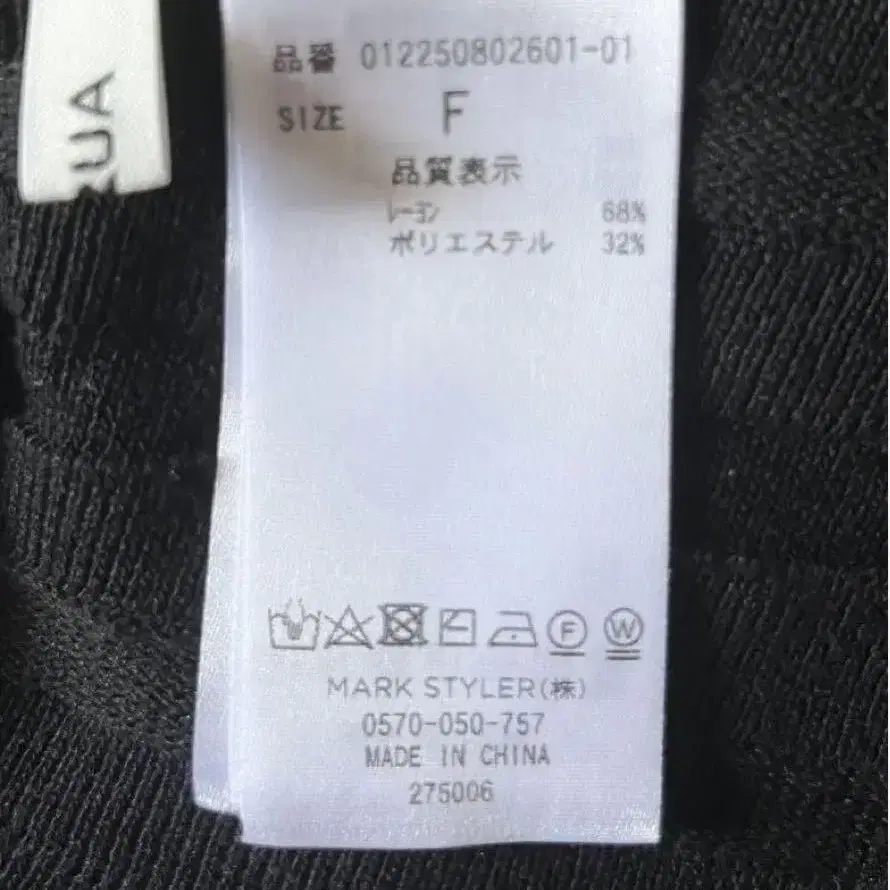 品番 012250802601-01
SIZE F
品質表示
レーヨン 68%
ポリエステル 32%
F W
MARK STYLER(株)
0570-050-757
MADE IN CHINA
275006